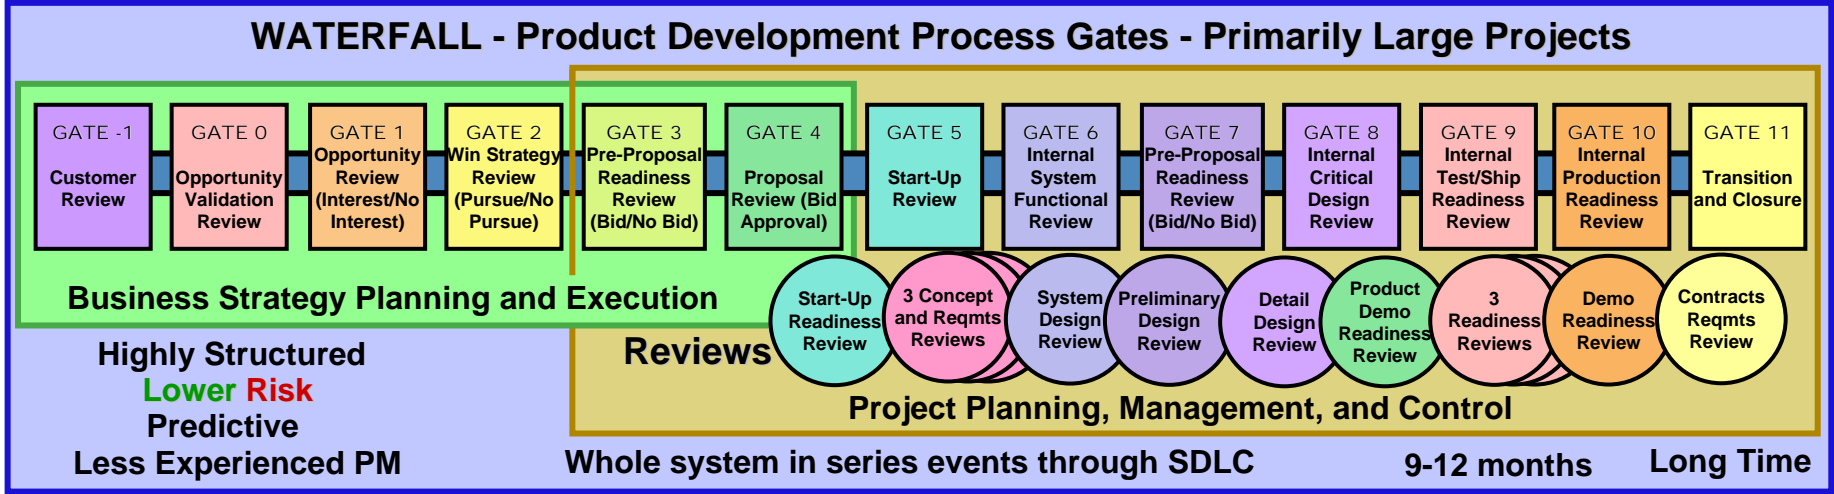 WATERFALL - Product Development Process Gates - Primarily Large Projects
GATE -1
Customer
Review
GATE 0
Opportunity
Validation
Review
GATE 1
Opportunity
Review
(Interest/No
Interest)
GATE 2
Win Strategy
Review
(Pursue/No
Pursue)
GATE 3
Pre-Proposal
Readiness
Review
(Bid/No Bid)
GATE 4
Proposal
Review (Bid
Approval)
GATE 5
Start-Up
Review
GATE 6
Internal
System
Functional
Review
GATE 7
Pre-Proposal
Readiness
Review
(Bid/No Bid)
GATE 8
Internal
Critical
Design
Review
GATE 9
Internal
Test/Ship
Readiness
Review
GATE 10
Internal
Production
Readiness
Review
GATE 11
Transition
and Closure
Business Strategy Planning and Execution
Reviews
Start-Up
Readiness
Review
3 Concept
and Reqmts
Reviews
System
Design
Review
Preliminary
Design
Review
Detail
Design
Review
Product
Demo
Readiness
Review
3
Readiness
Reviews
Demo
Readiness
Review
Contracts
Reqmts
Review
Project Planning, Management, and Control
Highly Structured
Lower Risk
Predictive
Less Experienced PM
Whole system in series events through SDLC
9-12 months
Long Time